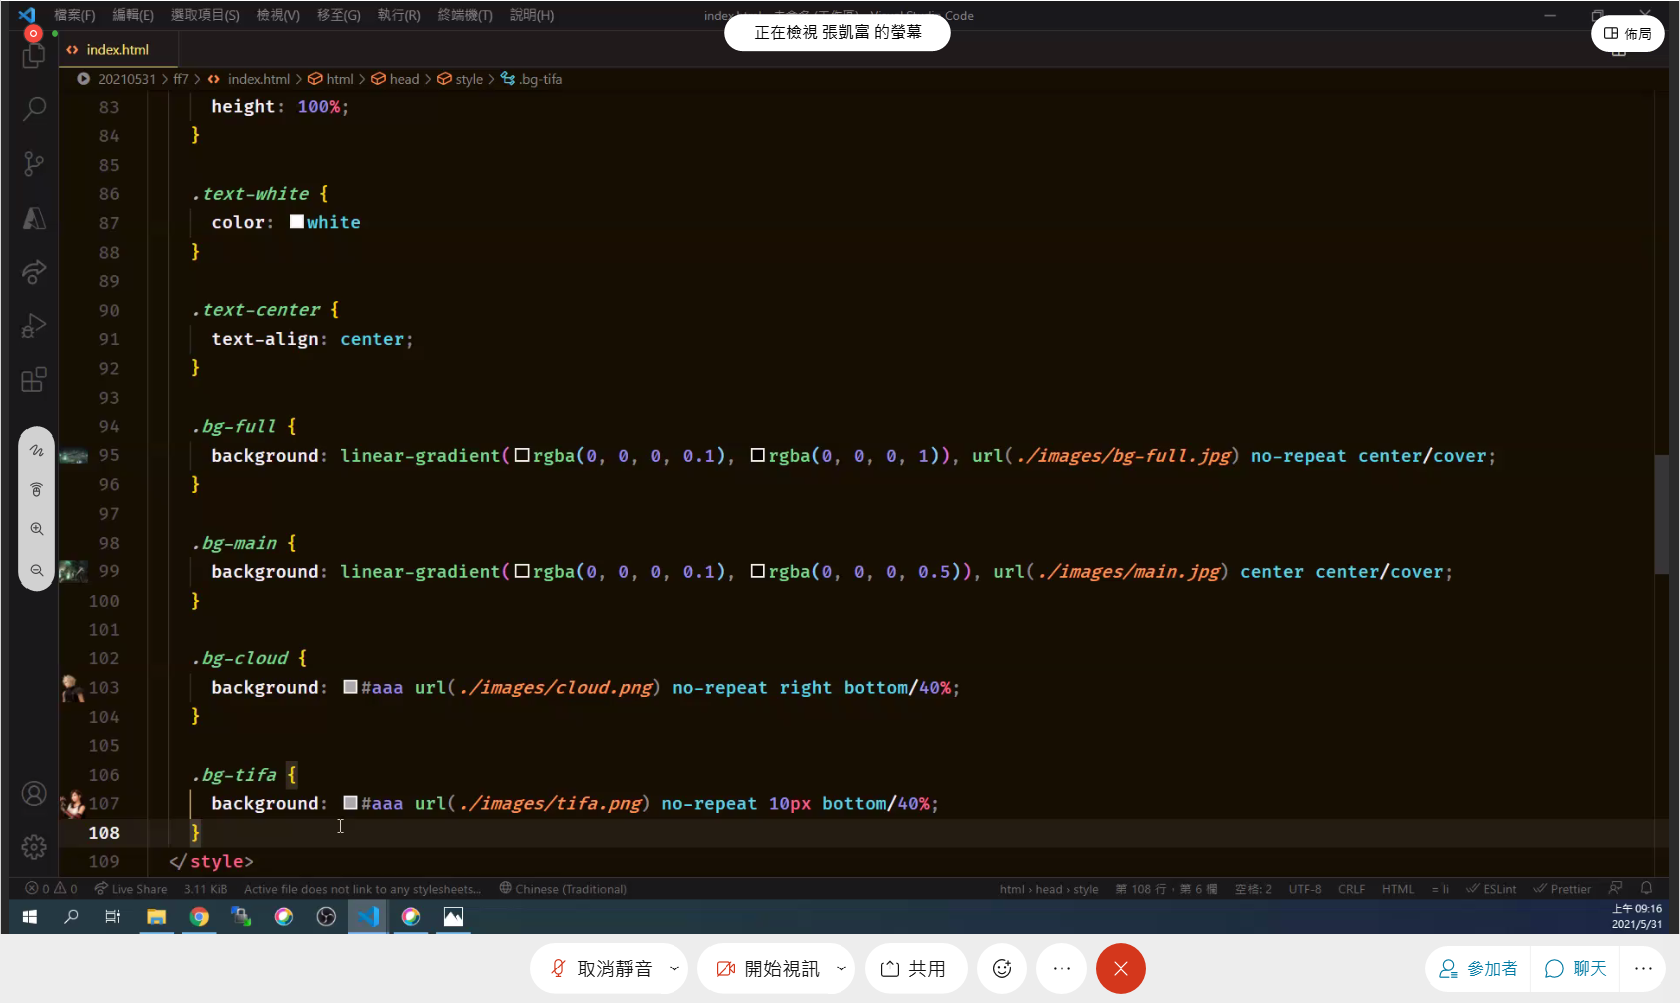 檔案(F) 編輯(E) 選取項目(S) 檢視(V) 移至(G) 執行(R) 終端機(T) 說明(H)
正在檢視 張凱富 的螢幕
佈局
index.html
20210531 > ff7 > index.html > html > head > style > .bg-tifa
83 height: 100%;
84 }
85
86 .text-white {
87 color: white
88 }
89
90 .text-center {
91 text-align: center;
92 }
93
94 .bg-full {
95 background: linear-gradient(rgba(0, 0, 0, 0.1), rgba(0, 0, 0, 1)), url(./images/bg-full.jpg) no-repeat center/cover;
96 }
97
98 .bg-main {
99 background: linear-gradient(rgba(0, 0, 0, 0.1), rgba(0, 0, 0, 0.5)), url(./images/main.jpg) center center/cover;
100 }
101
102 .bg-cloud {
103 background: #aaa url(./images/cloud.png) no-repeat right bottom/40%;
104 }
105
106 .bg-tifa {
107 background: #aaa url(./images/tifa.png) no-repeat 10px bottom/40%;
108 }
109 </style>
0 0 Live Share 3.11 KiB Active file does not link to any stylesheets... Chinese (Traditional) html › head › style 第 108 行，第 6 欄 空格: 2 UTF-8 CRLF HTML = li ESLint Prettier
上午 09:16
2021/5/31
取消靜音 開始視訊 共用 參加者 聊天